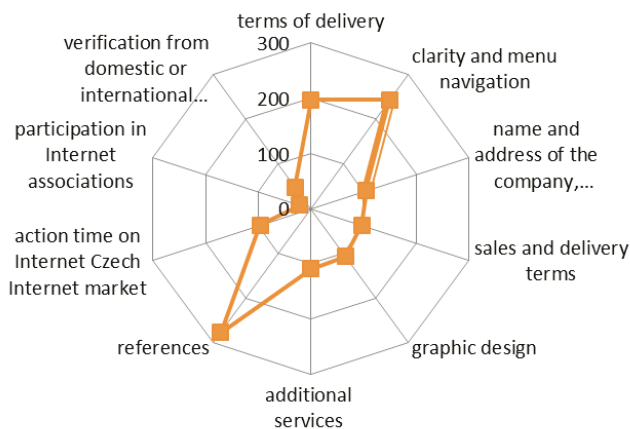 terms of delivery
300
200
100
0
clarity and menu
navigation
name and
address of the
company,...
sales and delivery
terms
graphic design
additional
services
references
action time on
Internet Czech
Internet market
participation in
Internet
associations
verification from
domestic or
international...